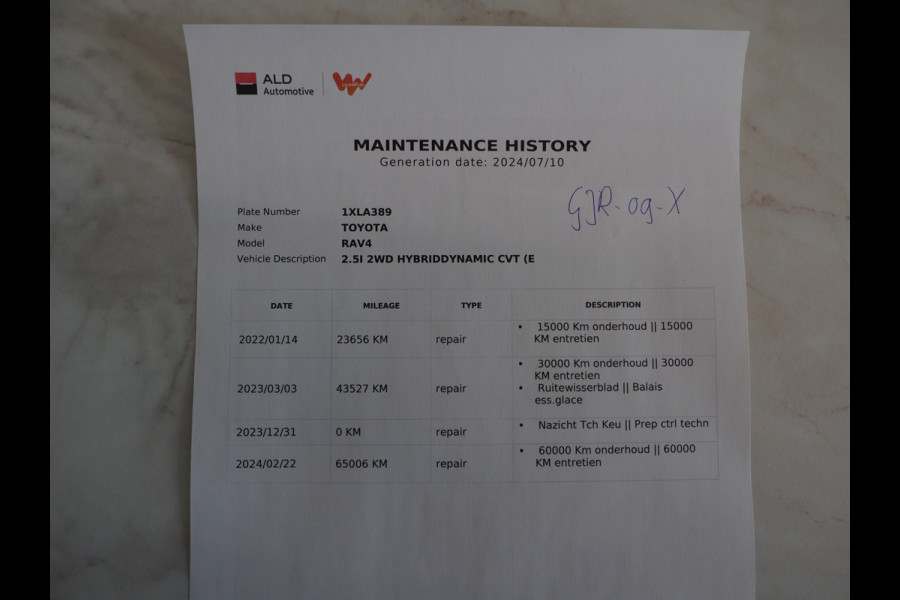 ALD
Automotive
MAINTENANCE HISTORY
Generation date: 2024/07/10
GJR-og-X
Plate Number 1XLA389
Make TOYOTA
Model RAV4
Vehicle Description 2.5I 2WD HYBRIDDYNAMIC CVT (E
DATE MILEAGE TYPE DESCRIPTION
2022/01/14 23656 KM repair • 15000 Km onderhoud || 15000
KM entretien
2023/03/03 43527 KM repair • 30000 Km onderhoud || 30000
KM entretien
• Ruitewisserblad || Balais
ess.glace
2023/12/31 0 KM repair • Nazicht Tch Keu || Prep ctrl techn
2024/02/22 65006 KM repair • 60000 Km onderhoud || 60000
KM entretien